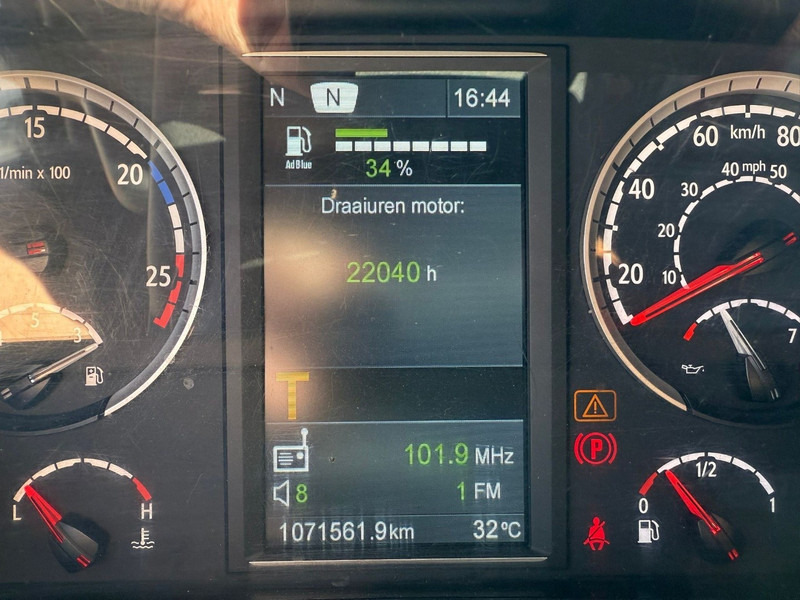 N N 16:44
AdBlue
34 %
Draaiuren motor:
22040 h
T
101.9 MHz
8 1 FM
1071561.9km 32°C
15
1/min x 100
20
25
5
3
L H
60 km/h 80
40 mph 50
40
30
20
20
10
7
P
0 1/2 1